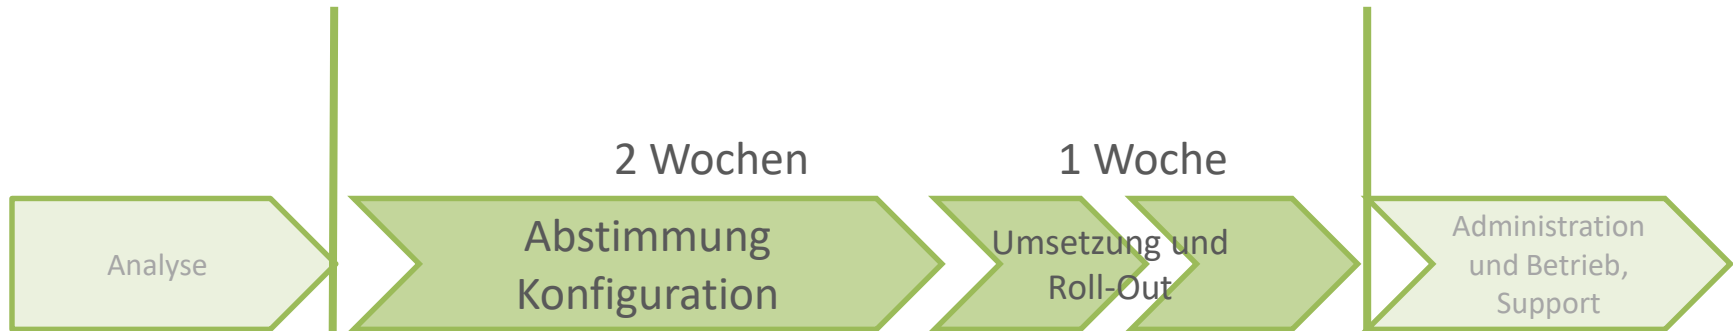 2 Wochen
1 Woche
Analyse
Abstimmung
Konfiguration
Umsetzung und
Roll-Out
Administration
und Betrieb,
Support